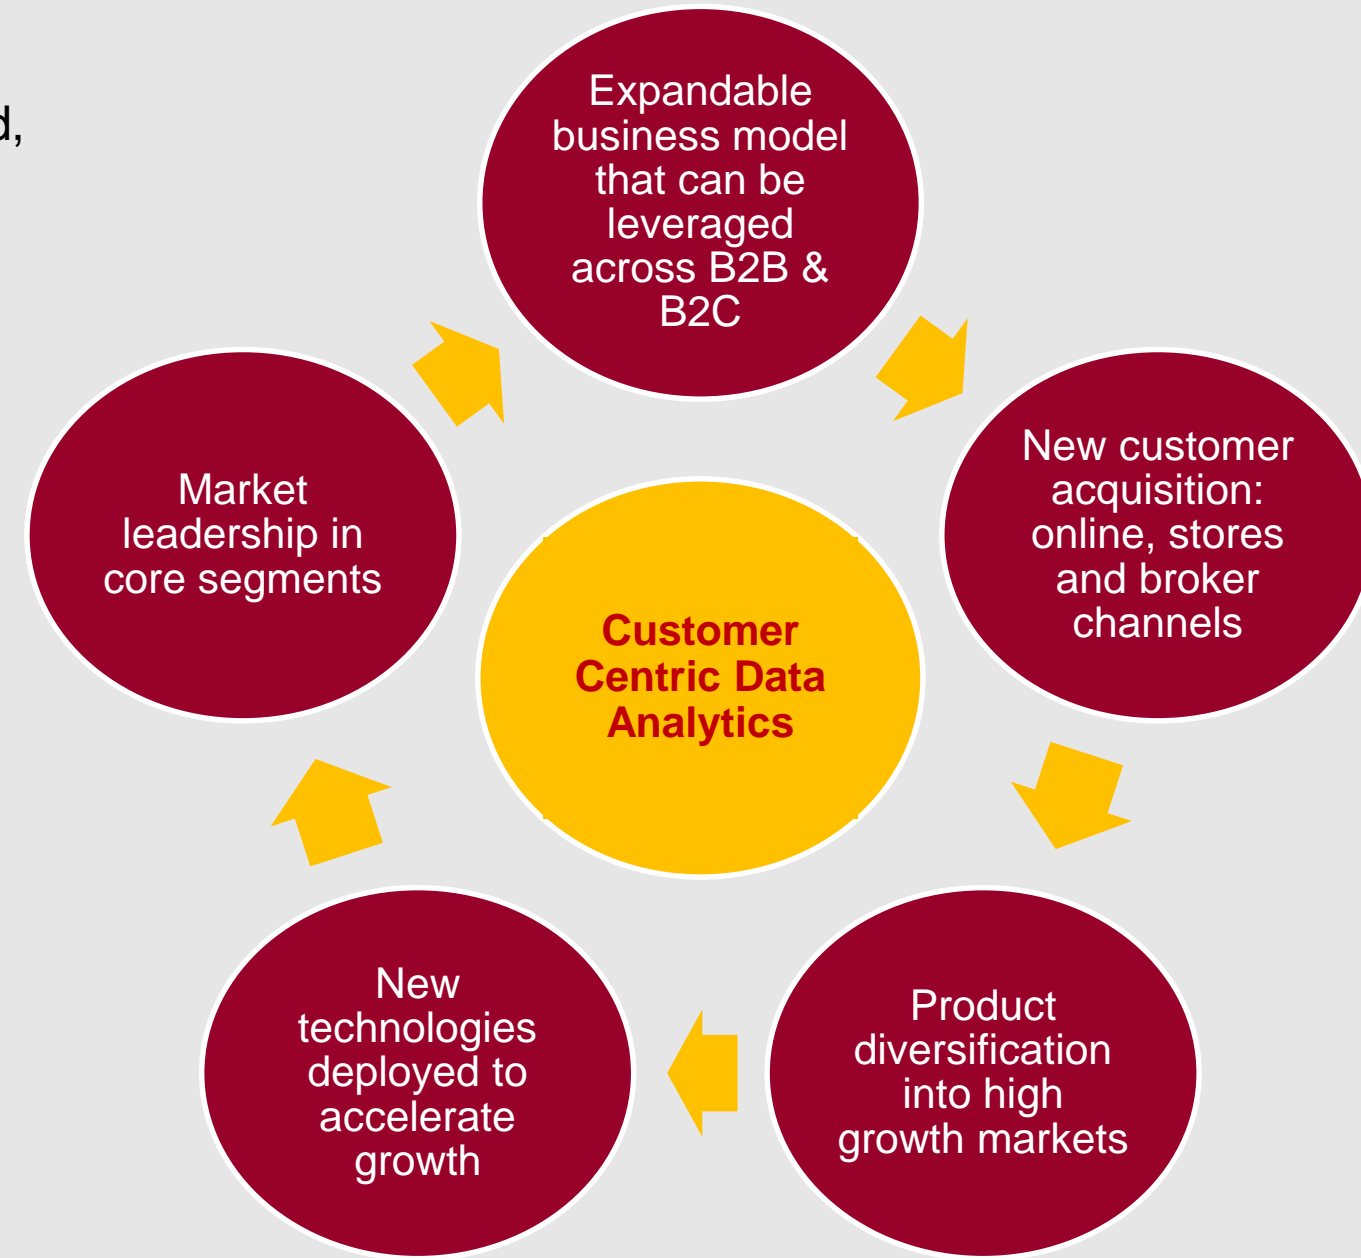 d,
Expandable
business model
that can be
leveraged
across B2B &
B2C
New customer
acquisition:
online, stores
and broker
channels
Market
leadership in
core segments
Customer
Centric Data
Analytics
New
technologies
deployed to
accelerate
growth
Product
diversification
into high
growth markets